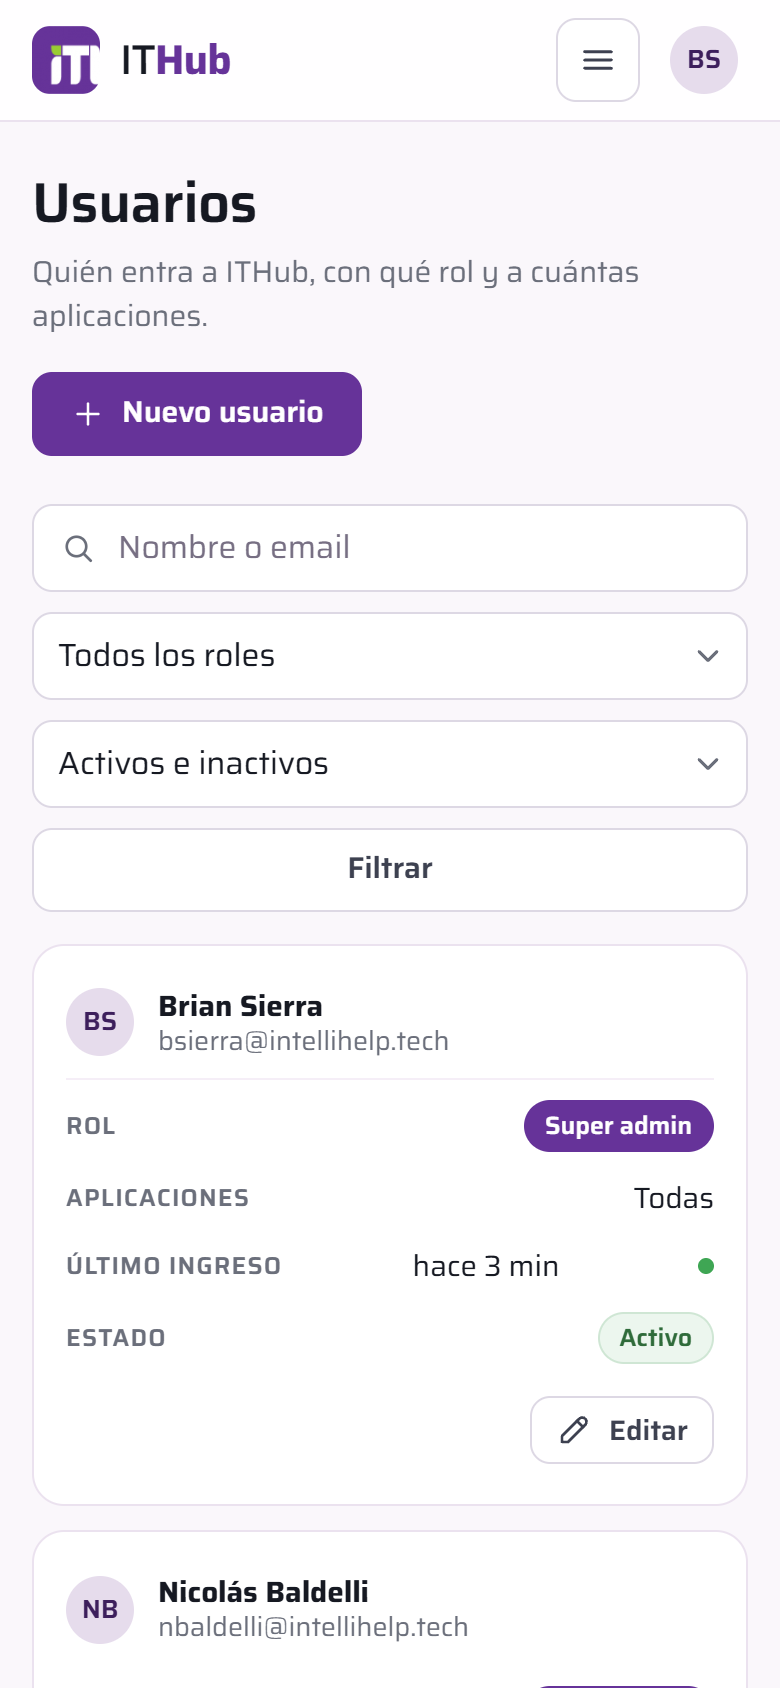 iT
ITHub
BS
Usuarios
Quién entra a ITHub, con qué rol y a cuántas
aplicaciones.
Nuevo usuario
Nombre o email
Todos los roles
Activos e inactivos
Filtrar
BS
Brian Sierra
bsierra@intellihelp.tech
ROL
Super admin
APLICACIONES
Todas
ÚLTIMO INGRESO
hace 3 min
ESTADO
Activo
Editar
NB
Nicolás Baldelli
nbaldelli@intellihelp.tech